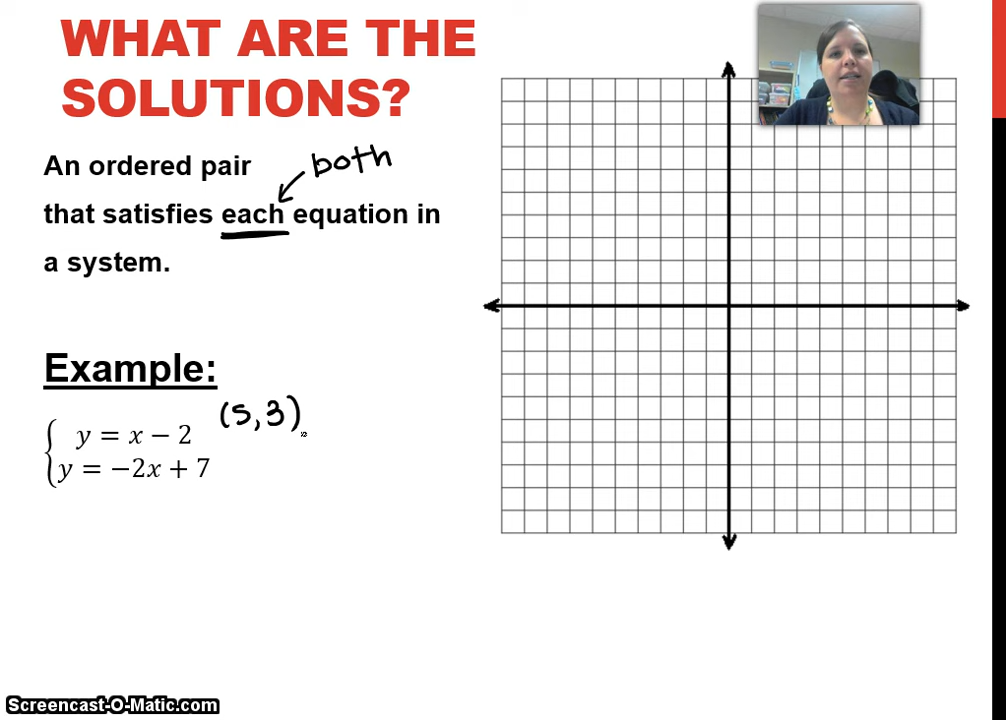 WHAT ARE THE
SOLUTIONS?
An ordered pair
both
that satisfies each equation in
a system.
Example:
(5,3)
y = x − 2
y = −2x + 7
Screencast-O-Matic.com